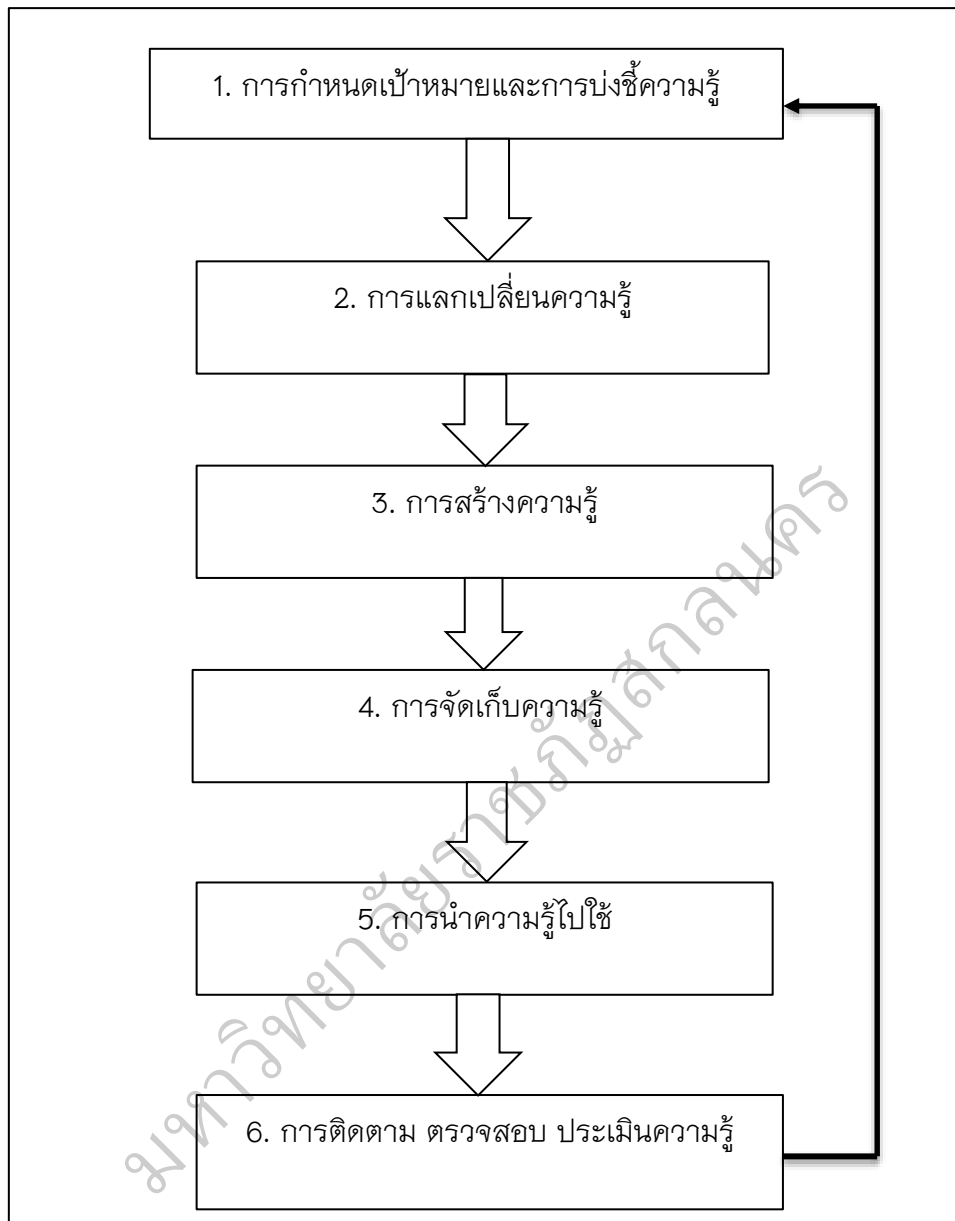 1. การกำหนดเป้าหมายและการบ่งชี้ความรู้
2. การแลกเปลี่ยนความรู้
3. การสร้างความรู้
4. การจัดเก็บความรู้
5. การนำความรู้ไปใช้
6. การติดตาม ตรวจสอบ ประเมินความรู้
มหาวิทยาลัยราชภัฏสกลนคร